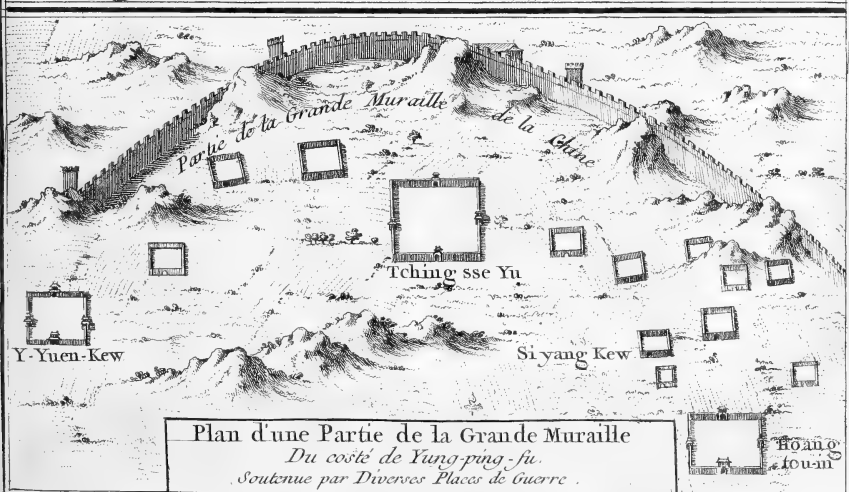 Partie de la Grande Muraille de la Chine
Tching sse Yu
Y-Yuen-Kew
Si yang Kew
Hoang
tou-in
Plan d'une Partie de la Grande Muraille
Du costé de Yung-ping-fu.
Soutenue par Diverses Places de Guerre.